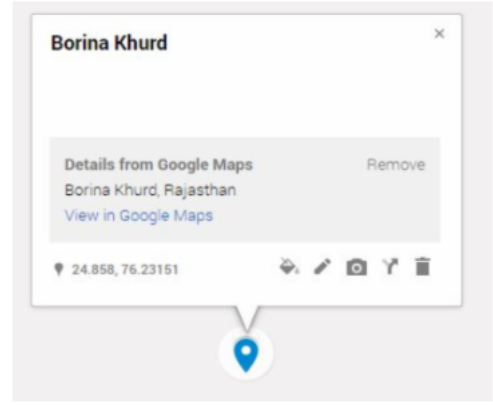 Borina Khurd
Details from Google Maps Remove
Borina Khurd, Rajasthan
View in Google Maps
24.858, 76.23151